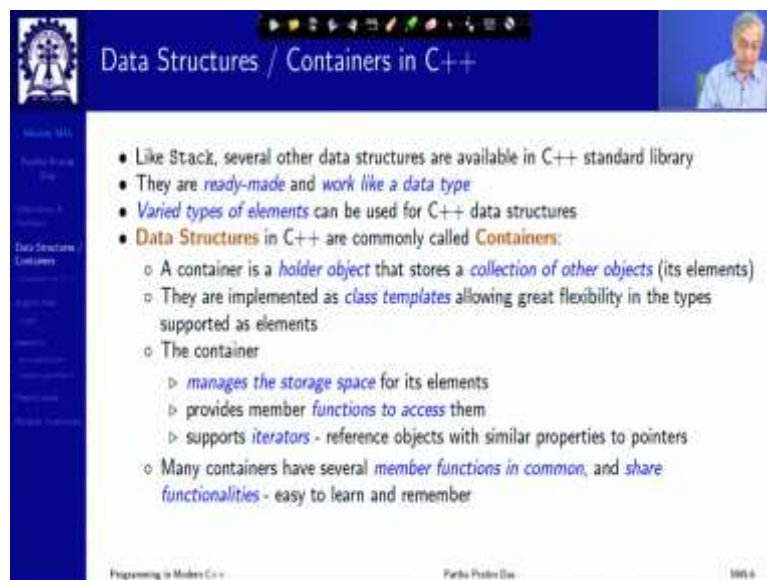 Data Structures / Containers in C++
Partha Pratim
Das
Data Structures /
Containers
• Like Stack, several other data structures are available in C++ standard library
• They are ready-made and work like a data type
• Varied types of elements can be used for C++ data structures
• Data Structures in C++ are commonly called Containers:
◦ A container is a holder object that stores a collection of other objects (its elements)
◦ They are implemented as class templates allowing great flexibility in the types
supported as elements
◦ The container
▷ manages the storage space for its elements
▷ provides member functions to access them
▷ supports iterators - reference objects with similar properties to pointers
◦ Many containers have several member functions in common, and share
functionalities - easy to learn and remember
Programming in Modern C++
Partha Pratim Das